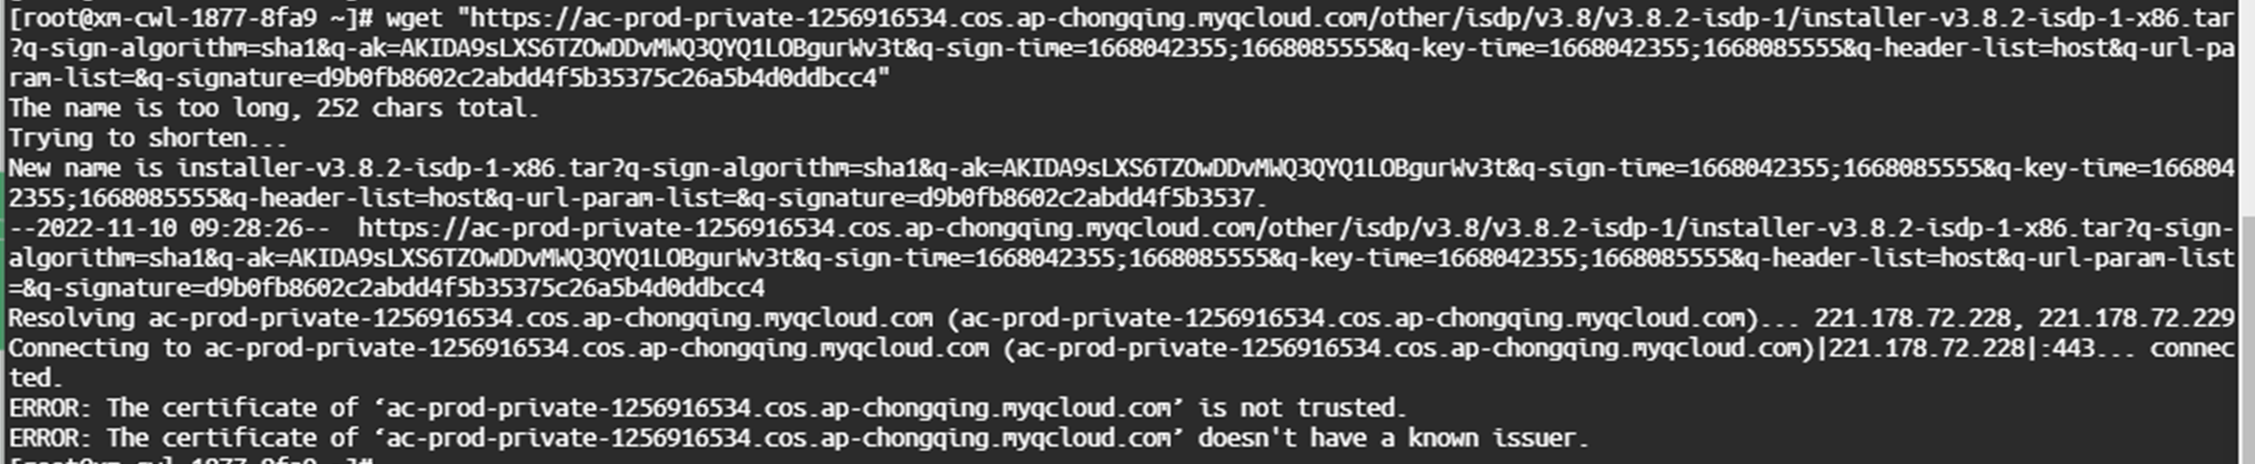 [root@xm-cwl-1877-8fa9 ~]# wget "https://ac-prod-private-1256916534.cos.ap-chongqing.myqcloud.com/other/isdp/v3.8/v3.8.2-isdp-1/installer-v3.8.2-isdp-1-x86.tar
?q-sign-algorithm=sha1&q-ak=AKIDA9sLXS6TZOwDDvMWQ3QYQ1LOBgurWv3t&q-sign-time=1668042355;1668085555&q-key-time=1668042355;1668085555&q-header-list=host&q-url-pa
ram-list=&q-signature=d9b0fb8602c2abdd4f5b35375c26a5b4d0ddbcc4"
The name is too long, 252 chars total.
Trying to shorten...
New name is installer-v3.8.2-isdp-1-x86.tar?q-sign-algorithm=sha1&q-ak=AKIDA9sLXS6TZOwDDvMWQ3QYQ1LOBgurWv3t&q-sign-time=1668042355;1668085555&q-key-time=166804
2355;1668085555&q-header-list=host&q-url-param-list=&q-signature=d9b0fb8602c2abdd4f5b3537.
--2022-11-10 09:28:26--  https://ac-prod-private-1256916534.cos.ap-chongqing.myqcloud.com/other/isdp/v3.8/v3.8.2-isdp-1/installer-v3.8.2-isdp-1-x86.tar?q-sign-
algorithm=sha1&q-ak=AKIDA9sLXS6TZOwDDvMWQ3QYQ1LOBgurWv3t&q-sign-time=1668042355;1668085555&q-key-time=1668042355;1668085555&q-header-list=host&q-url-param-list
=&q-signature=d9b0fb8602c2abdd4f5b35375c26a5b4d0ddbcc4
Resolving ac-prod-private-1256916534.cos.ap-chongqing.myqcloud.com (ac-prod-private-1256916534.cos.ap-chongqing.myqcloud.com)... 221.178.72.228, 221.178.72.229
Connecting to ac-prod-private-1256916534.cos.ap-chongqing.myqcloud.com (ac-prod-private-1256916534.cos.ap-chongqing.myqcloud.com)|221.178.72.228|:443... connec
ted.
ERROR: The certificate of ‘ac-prod-private-1256916534.cos.ap-chongqing.myqcloud.com’ is not trusted.
ERROR: The certificate of ‘ac-prod-private-1256916534.cos.ap-chongqing.myqcloud.com’ doesn't have a known issuer.
[root@xm-cwl-1877-8fa9 ~]#